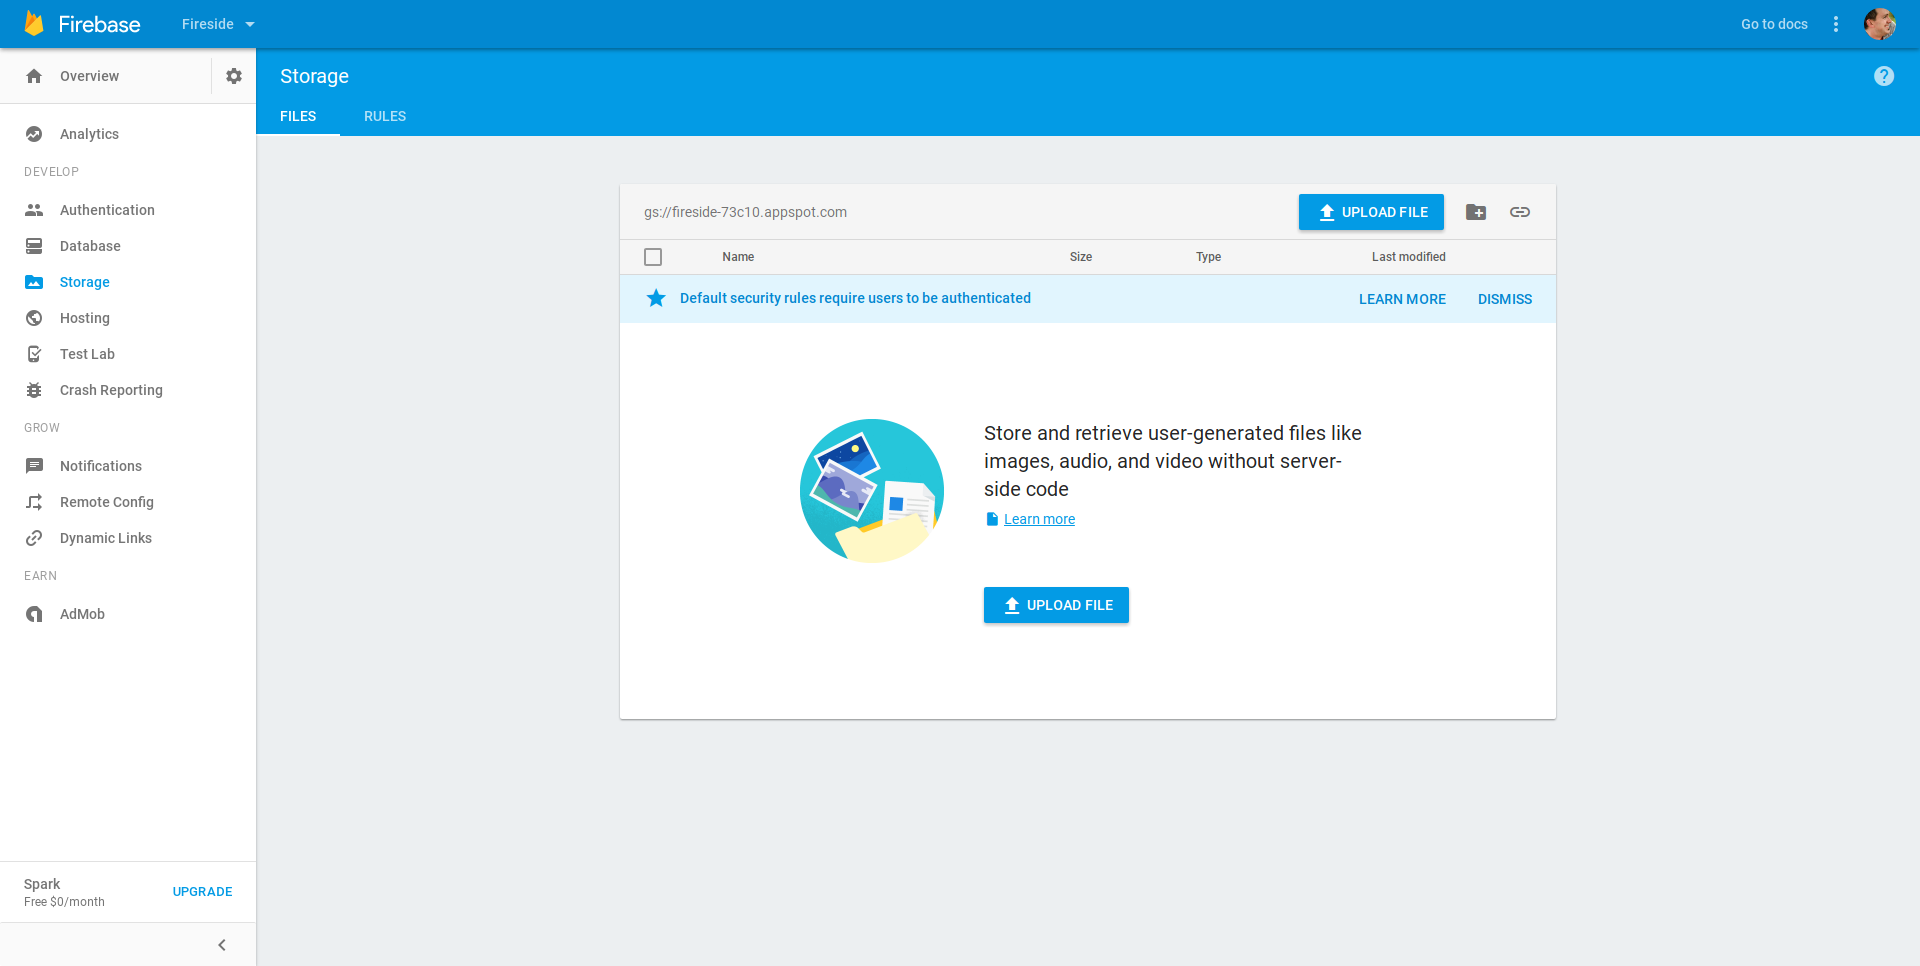 Firebase
Fireside
Go to docs
Overview
Storage
FILES
RULES
Analytics
DEVELOP
Authentication
Database
Storage
Hosting
Test Lab
Crash Reporting
GROW
Notifications
Remote Config
Dynamic Links
EARN
AdMob
Spark
Free $0/month
UPGRADE
gs://fireside-73c10.appspot.com
UPLOAD FILE
Name Size Type Last modified
Default security rules require users to be authenticated
LEARN MORE
DISMISS
Store and retrieve user-generated files like
images, audio, and video without server-
side code
Learn more
UPLOAD FILE